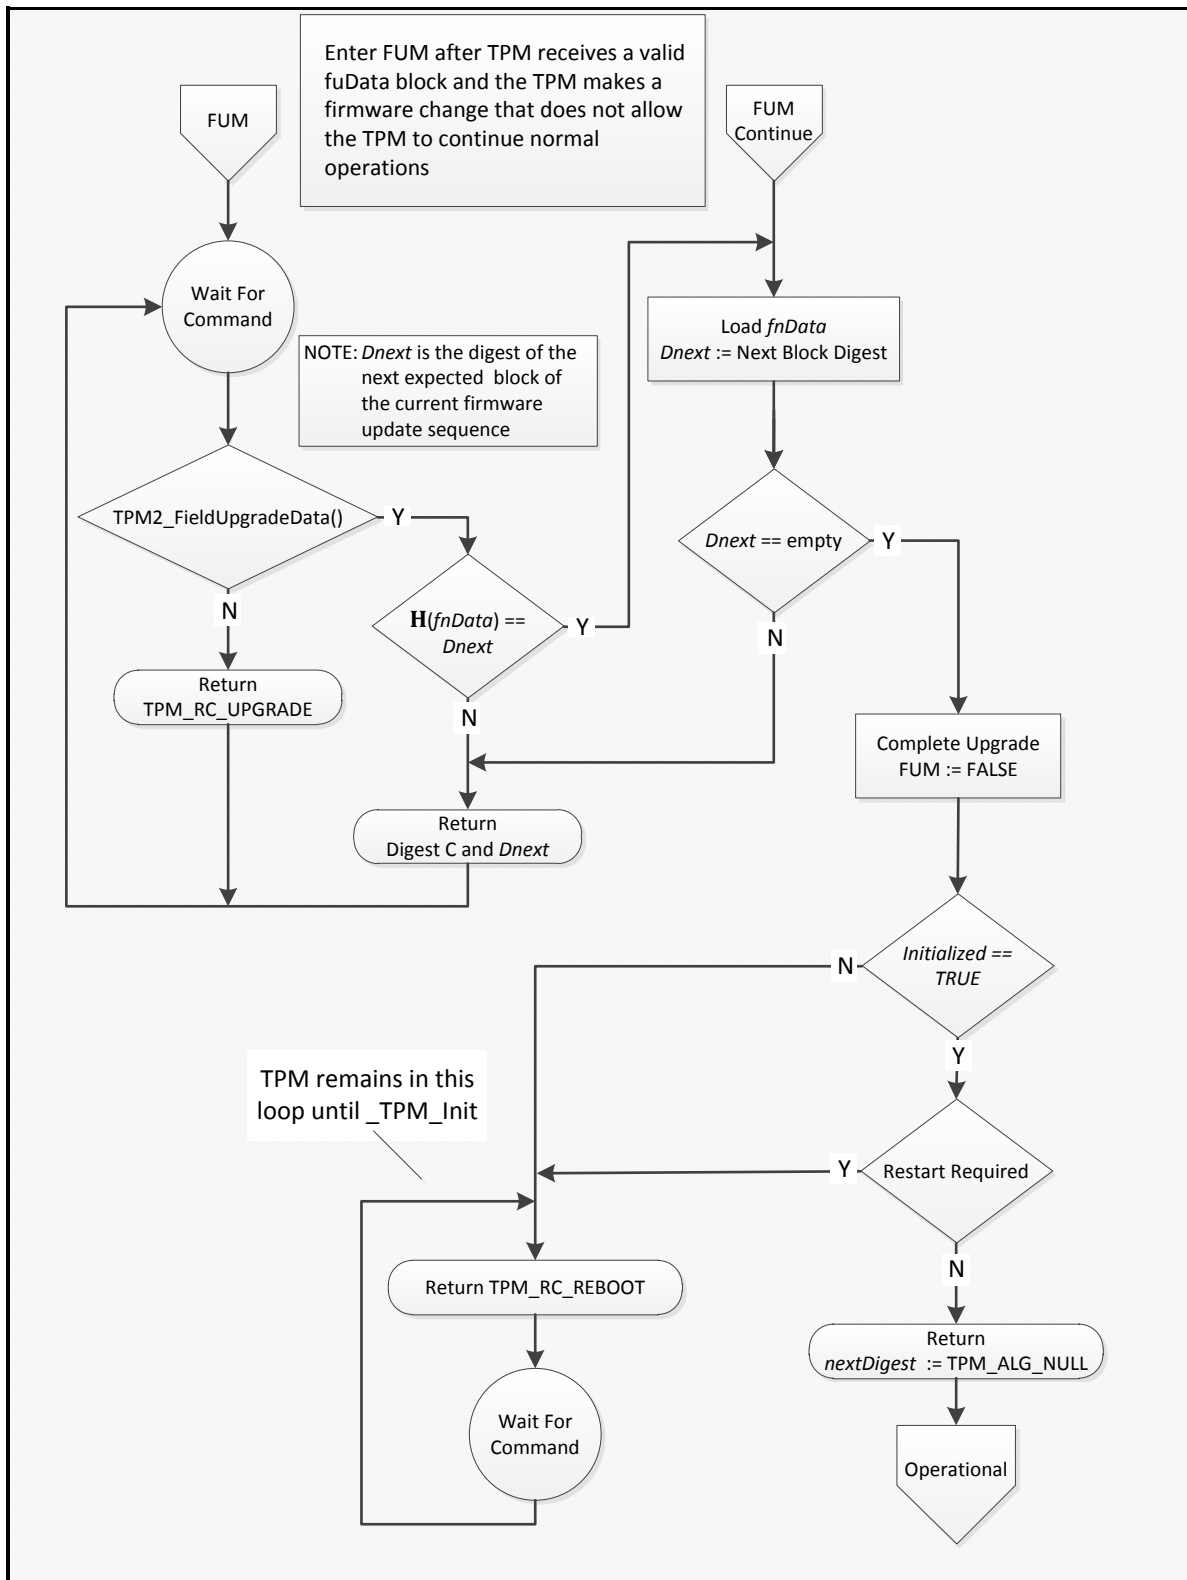 Enter FUM after TPM receives a valid
fuData block and the TPM makes a
firmware change that does not allow
the TPM to continue normal
operations
FUM
FUM
Continue
Wait For
Command
Load fnData
Dnext := Next Block Digest
NOTE: Dnext is the digest of the
next expected block of
the current firmware
update sequence
TPM2_FieldUpgradeData()
Y
N
H(fnData) ==
Dnext
Y
N
Dnext == empty
Y
N
Return
TPM_RC_UPGRADE
Return
Digest C and Dnext
Complete Upgrade
FUM := FALSE
Initialized ==
TRUE
N
Y
TPM remains in this
loop until _TPM_Init
Restart Required
Y
N
Return TPM_RC_REBOOT
Return
nextDigest := TPM_ALG_NULL
Wait For
Command
Operational